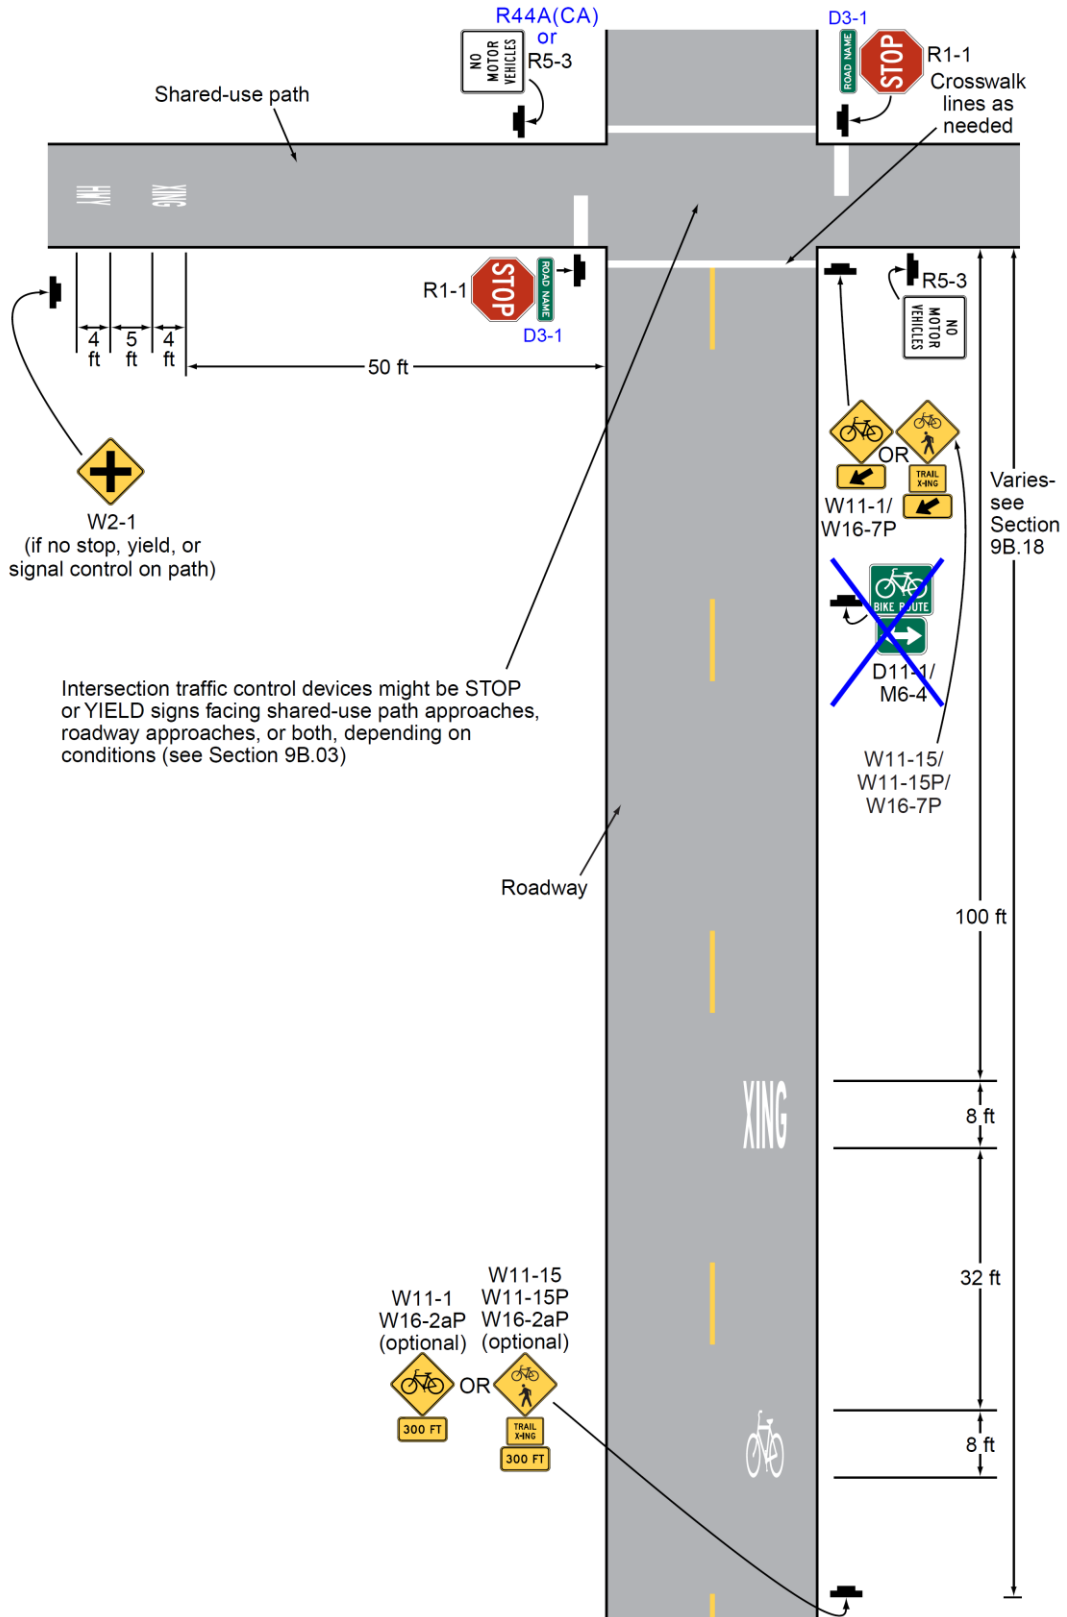 R44A(CA)
or
R5-3
NO
MOTOR
VEHICLES
D3-1
ROAD NAME
STOP
R1-1
Crosswalk
lines as
needed
Shared-use path
HWY
XING
R1-1
STOP
ROAD NAME
D3-1
R5-3
NO
MOTOR
VEHICLES
4
ft
5
ft
4
ft
50 ft
W2-1
(if no stop, yield, or
signal control on path)
OR
TRAIL
X-ING
W11-1/
W16-7P
Varies-
see
Section
9B.18
BIKE ROUTE
D11-1/
M6-4
Intersection traffic control devices might be STOP
or YIELD signs facing shared-use path approaches,
roadway approaches, or both, depending on
conditions (see Section 9B.03)
W11-15/
W11-15P/
W16-7P
Roadway
100 ft
XING
8 ft
32 ft
W11-1
W16-2aP
(optional)
W11-15
W11-15P
W16-2aP
(optional)
OR
300 FT
TRAIL
X-ING
300 FT
8 ft